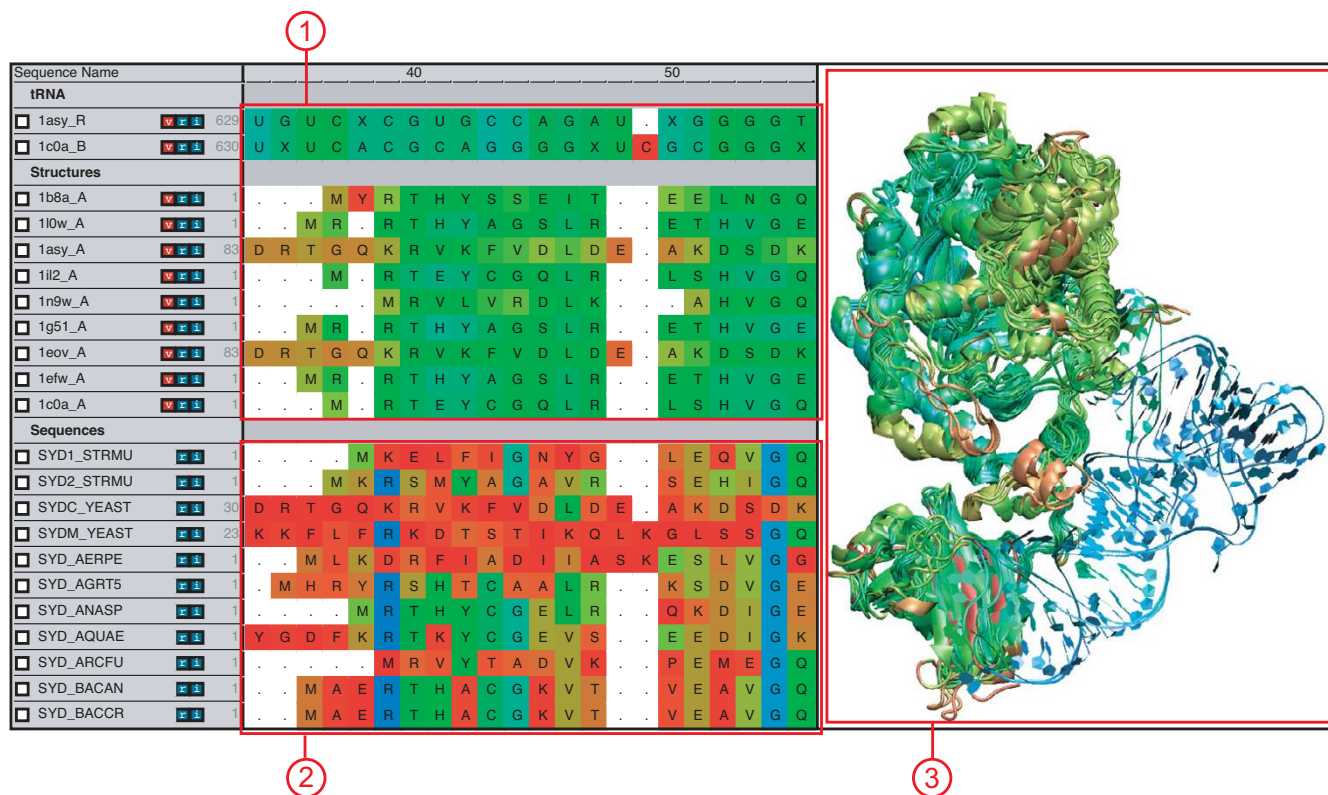 1
Sequence Name 40 50
tRNA
1asy_R v r i 629 U G U C X C G U G C C A G A U . X G G G G T
1c0a_B v r i 630 U X U C A C G C A G G G G X U C G C G G G X
Structures
1b8a_A v r i 1 . . . M Y R T H Y S S E I T . . E E L N G Q
1l0w_A v r i 1 . . M R . R T H Y A G S L R . . E T H V G E
1asy_A v r i 83 D R T G Q K R V K F V D L D E . A K D S D K
1il2_A v r i 1 . . . M . R T E Y C G Q L R . . L S H V G Q
1n9w_A v r i 1 . . . . . M R V L V R D L K . . . A H V G Q
1g51_A v r i 1 . . M R . R T H Y A G S L R . . E T H V G E
1eov_A v r i 83 D R T G Q K R V K F V D L D E . A K D S D K
1efw_A v r i 1 . . M R . R T H Y A G S L R . . E T H V G E
1c0a_A v r i 1 . . . M . R T E Y C G Q L R . . L S H V G Q
Sequences
SYD1_STRMU r i 1 . . . . M K E L F I G N Y G . . L E Q V G Q
SYD2_STRMU r i 1 . . . M K R S M Y A G A V R . . S E H I G Q
SYDC_YEAST r i 30 D R T G Q K R V K F V D L D E . A K D S D K
SYDM_YEAST r i 23 K K F L F R K D T S T I K Q L K G L S S G Q
SYD_AERPE r i 1 . . M L K D R F I A D I I A S K E S L V G G
SYD_AGRT5 r i 1 . M H R Y R S H T C A A L R . . K S D V G E
SYD_ANASP r i 1 . . . . M R T H Y C G E L R . . Q K D I G E
SYD_AQUAE r i 1 Y G D F K R T K Y C G E V S . . E E D I G K
SYD_ARCFU r i 1 . . . . . M R V Y T A D V K . . P E M E G Q
SYD_BACAN r i 1 . . M A E R T H A C G K V T . . V E A V G Q
SYD_BACCR r i 1 . . M A E R T H A C G K V T . . V E A V G Q
2 3